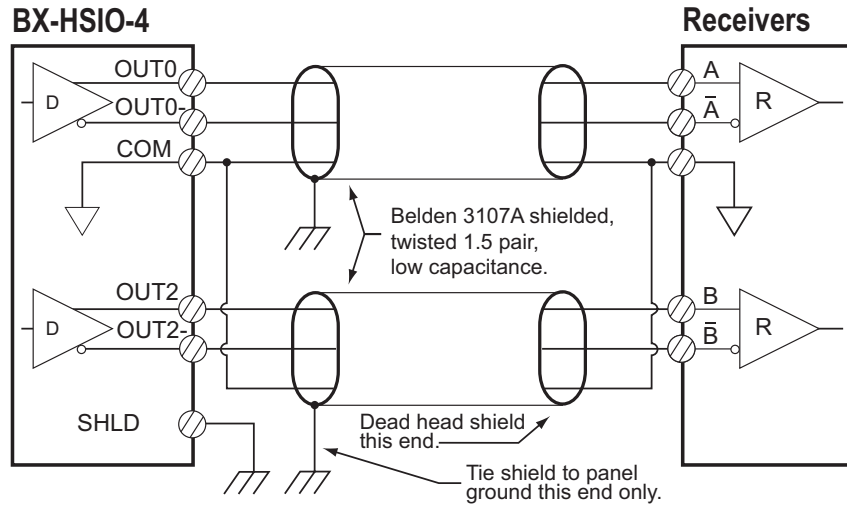 BX-HSIO-4
Receivers
OUT0
D
OUT0-
COM
A
A̅
R
Belden 3107A shielded,
twisted 1.5 pair,
low capacitance.
OUT2
D
OUT2-
B
B̅
R
SHLD
Dead head shield
this end.
Tie shield to panel
ground this end only.